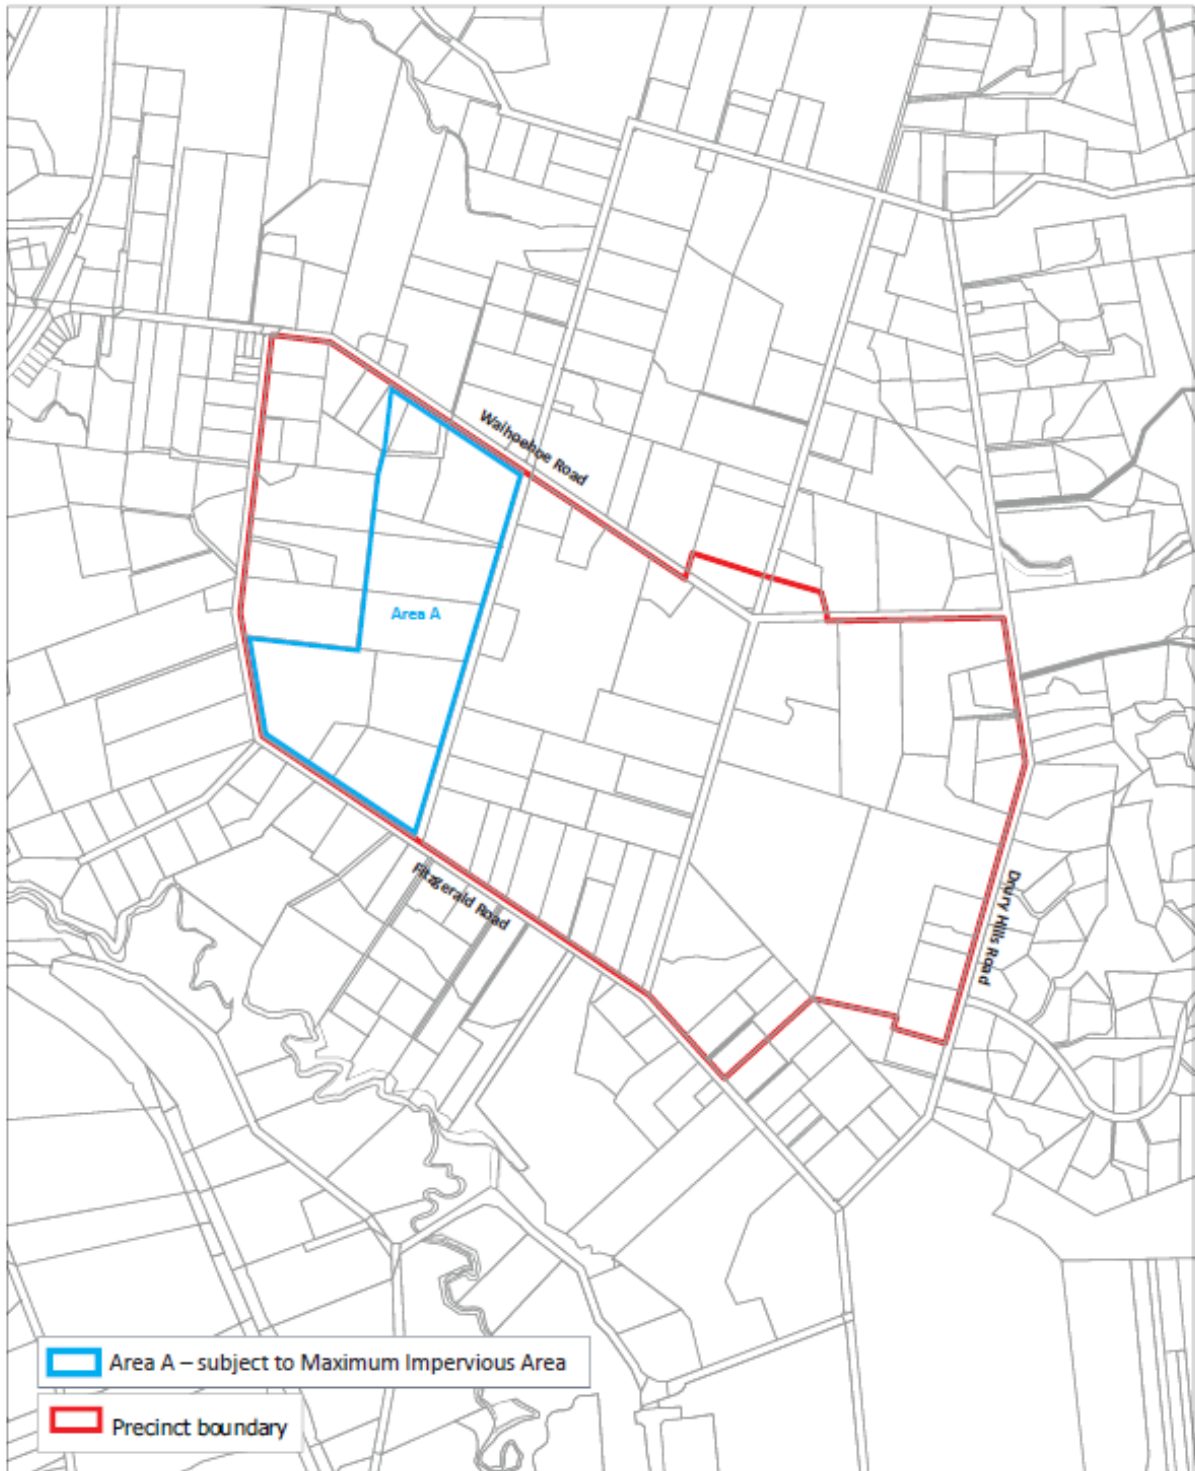 Waihoehoe Road
Area A
Fitzgerald Road
Drury Hills Road
Area A – subject to Maximum Impervious Area
Precinct boundary